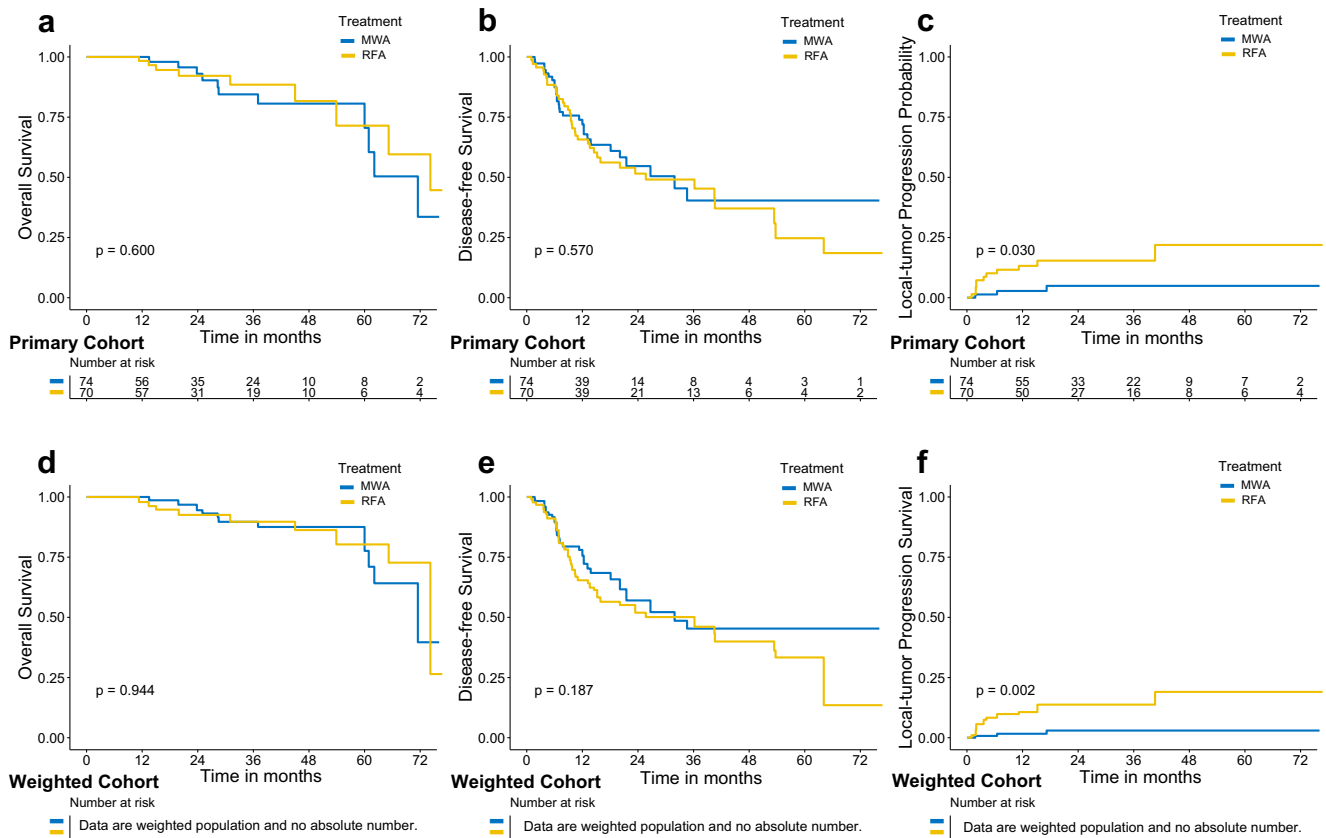 a
Treatment
MWA
RFA
1.00
0.75
0.50
0.25
0.00
Overall Survival
p = 0.600
0 12 24 36 48 60 72
Time in months
Primary Cohort
Number at risk
74 56 35 24 10 8 2
70 57 31 19 10 6 4
b
Treatment
MWA
RFA
1.00
0.75
0.50
0.25
0.00
Disease-free Survival
p = 0.570
0 12 24 36 48 60 72
Time in months
Primary Cohort
Number at risk
74 39 14 8 4 3 1
70 39 21 13 6 4 2
c
Treatment
MWA
RFA
1.00
0.75
0.50
0.25
0.00
Local-tumor Progression Probability
p = 0.030
0 12 24 36 48 60 72
Time in months
Primary Cohort
Number at risk
74 55 33 22 9 7 2
70 50 27 16 8 6 4
d
Treatment
MWA
RFA
1.00
0.75
0.50
0.25
0.00
Overall Survival
p = 0.944
0 12 24 36 48 60 72
Time in months
Weighted Cohort
Number at risk
Data are weighted population and no absolute number.
e
Treatment
MWA
RFA
1.00
0.75
0.50
0.25
0.00
Disease-free Survival
p = 0.187
0 12 24 36 48 60 72
Time in months
Weighted Cohort
Number at risk
Data are weighted population and no absolute number.
f
Treatment
MWA
RFA
1.00
0.75
0.50
0.25
0.00
Local-tumor Progression Survival
p = 0.002
0 12 24 36 48 60 72
Time in months
Weighted Cohort
Number at risk
Data are weighted population and no absolute number.